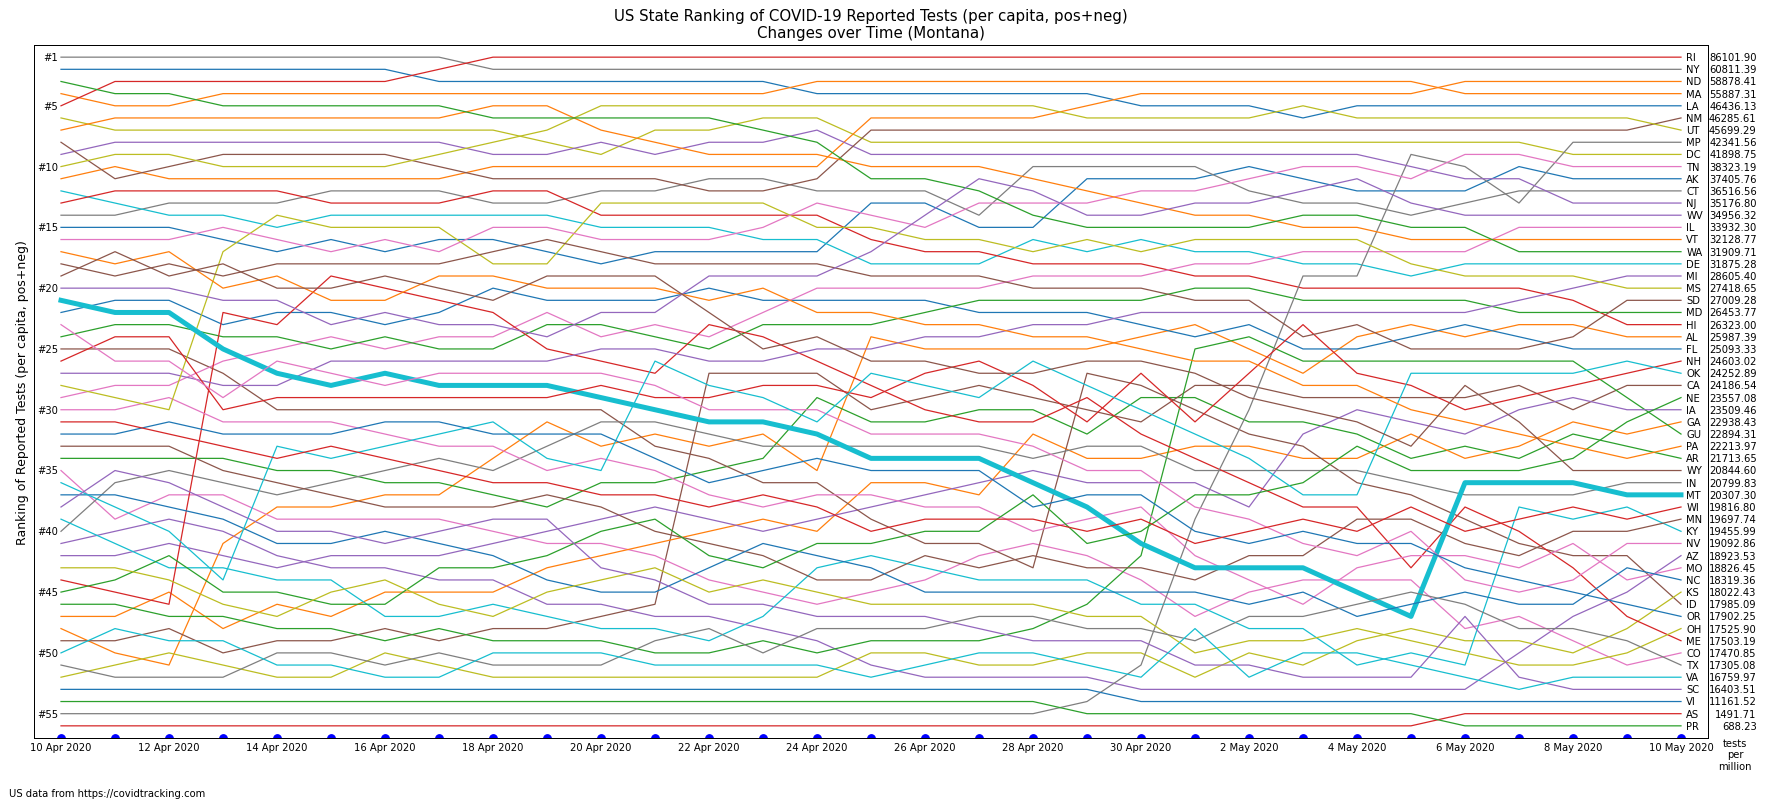 US State Ranking of COVID-19 Reported Tests (per capita, pos+neg)
Changes over Time (Montana)
Ranking of Reported Tests (per capita, pos+neg)
#1
#5
#10
#15
#20
#25
#30
#35
#40
#45
#50
#55
RI 86101.90
NY 60811.39
ND 58878.41
MA 55887.31
LA 46436.13
NM 46285.61
UT 45699.29
MP 42341.56
DC 41898.75
TN 38323.19
AK 37405.76
CT 36516.56
NJ 35176.80
WV 34956.32
IL 33932.30
VT 32128.77
WA 31909.71
DE 31875.28
MI 28605.40
MS 27418.65
SD 27009.28
MD 26453.77
HI 26323.00
AL 25987.39
FL 25093.33
NH 24603.02
OK 24252.89
CA 24186.54
NE 23557.08
IA 23509.46
GA 22938.43
GU 22894.31
PA 22213.97
AR 21713.65
WY 20844.60
IN 20799.83
MT 20307.30
WI 19816.80
MN 19697.74
KY 19455.99
NV 19092.86
AZ 18923.53
MO 18826.45
NC 18319.36
KS 18022.43
ID 17985.09
OR 17902.25
OH 17525.90
ME 17503.19
CO 17470.85
TX 17305.08
VA 16759.97
SC 16403.51
VI 11161.52
AS 1491.71
PR 688.23
10 Apr 2020 12 Apr 2020 14 Apr 2020 16 Apr 2020 18 Apr 2020 20 Apr 2020 22 Apr 2020 24 Apr 2020 26 Apr 2020 28 Apr 2020 30 Apr 2020 2 May 2020 4 May 2020 6 May 2020 8 May 2020 10 May 2020
tests
per
million
US data from https://covidtracking.com